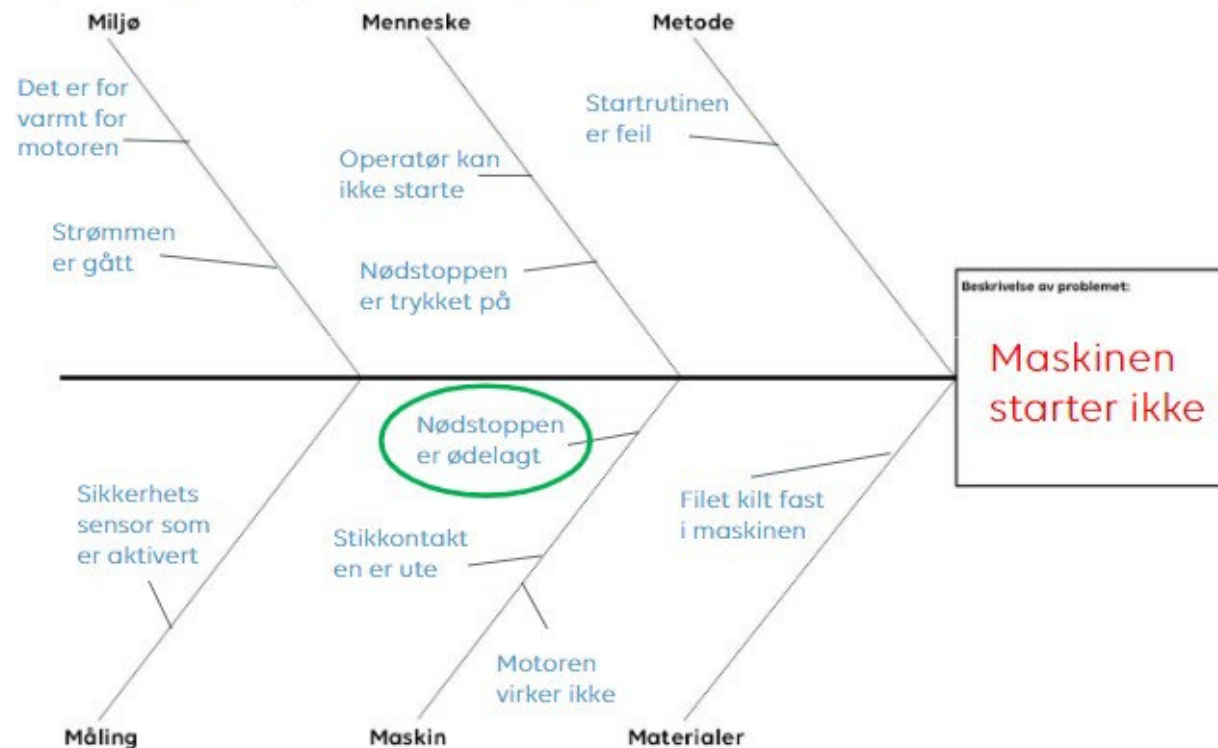 Miljø
Menneske
Metode
Det er for
varmt for
motoren
Startrutinen
er feil
Operatør kan
ikke starte
Strømmen
er gått
Nødstoppen
er trykket på
Beskrivelse av problemet:
Maskinen
starter ikke
Nødstoppen
er ødelagt
Sikkerhets
sensor som
er aktivert
Filet kilt fast
i maskinen
Stikkontakt
en er ute
Motoren
virker ikke
Måling
Maskin
Materialer